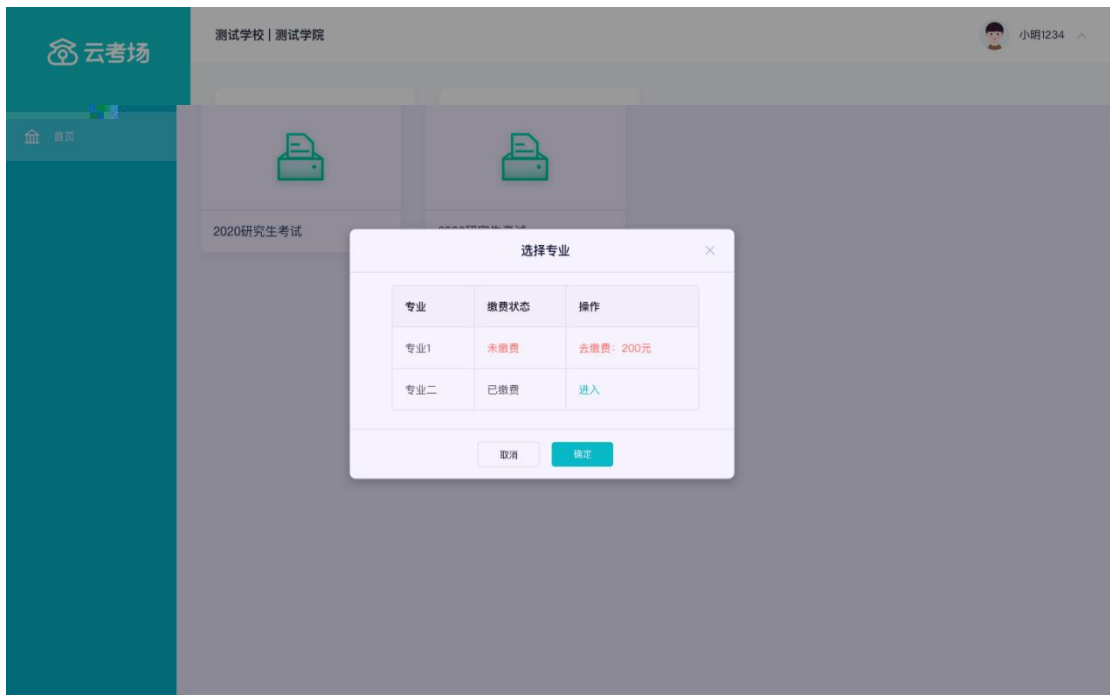 云考场
测试学校 | 测试学院
小明1234
首页
2020研究生考试
选择专业
专业 缴费状态 操作
专业1 未缴费 去缴费：200元
专业二 已缴费 进入
取消 确定